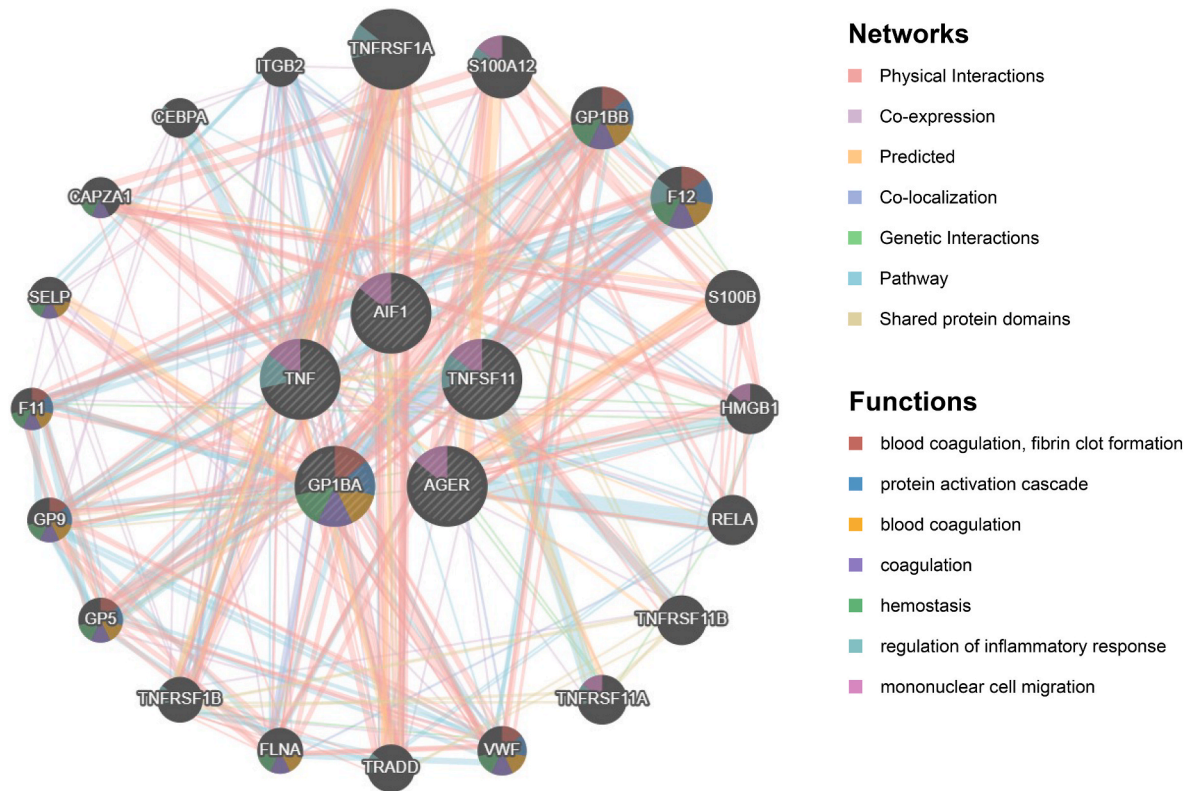 TNFRSF1A
S100A12
GP1BB
F12
S100B
HMGB1
RELA
TNFRSF11B
TNFRSF11A
VWF
TRADD
FLNA
TNFRSF1B
GP5
GP9
F11
SELP
CAPZA1
CEBPA
ITGB2
AIF1
TNF
TNFSF11
GP1BA
AGER
Networks
Physical Interactions
Co-expression
Predicted
Co-localization
Genetic Interactions
Pathway
Shared protein domains
Functions
blood coagulation, fibrin clot formation
protein activation cascade
blood coagulation
coagulation
hemostasis
regulation of inflammatory response
mononuclear cell migration